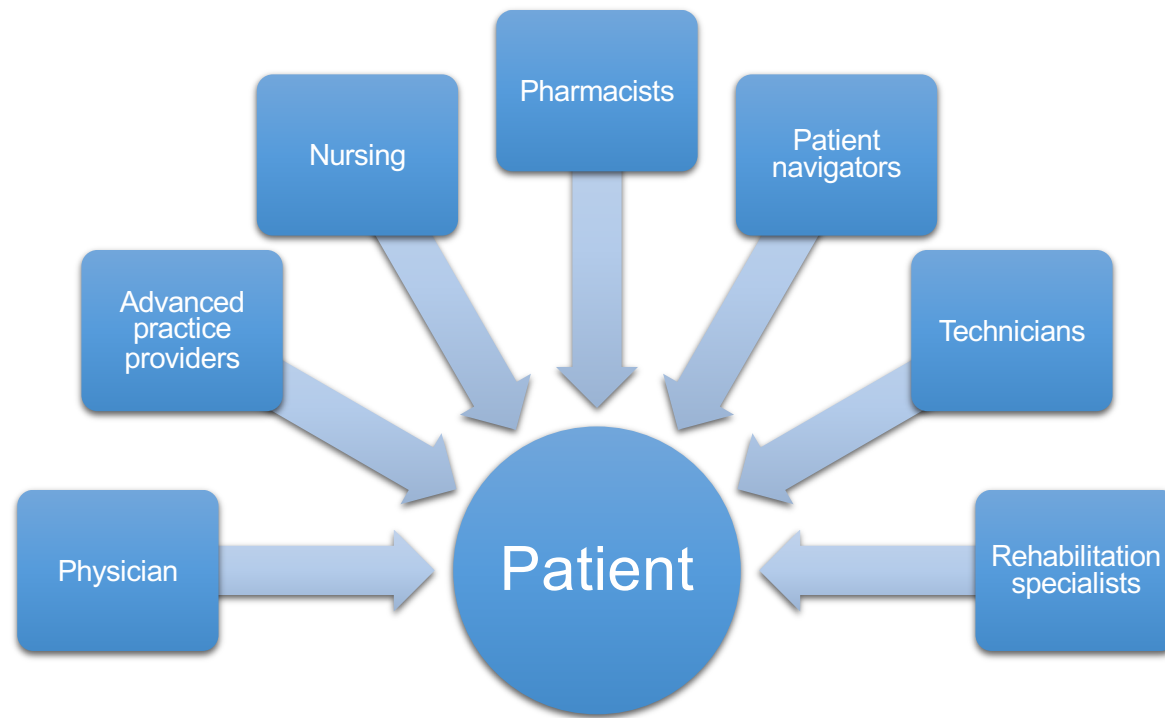 Pharmacists
Nursing
Patient
navigators
Advanced
practice
providers
Technicians
Physician
Patient
Rehabilitation
specialists